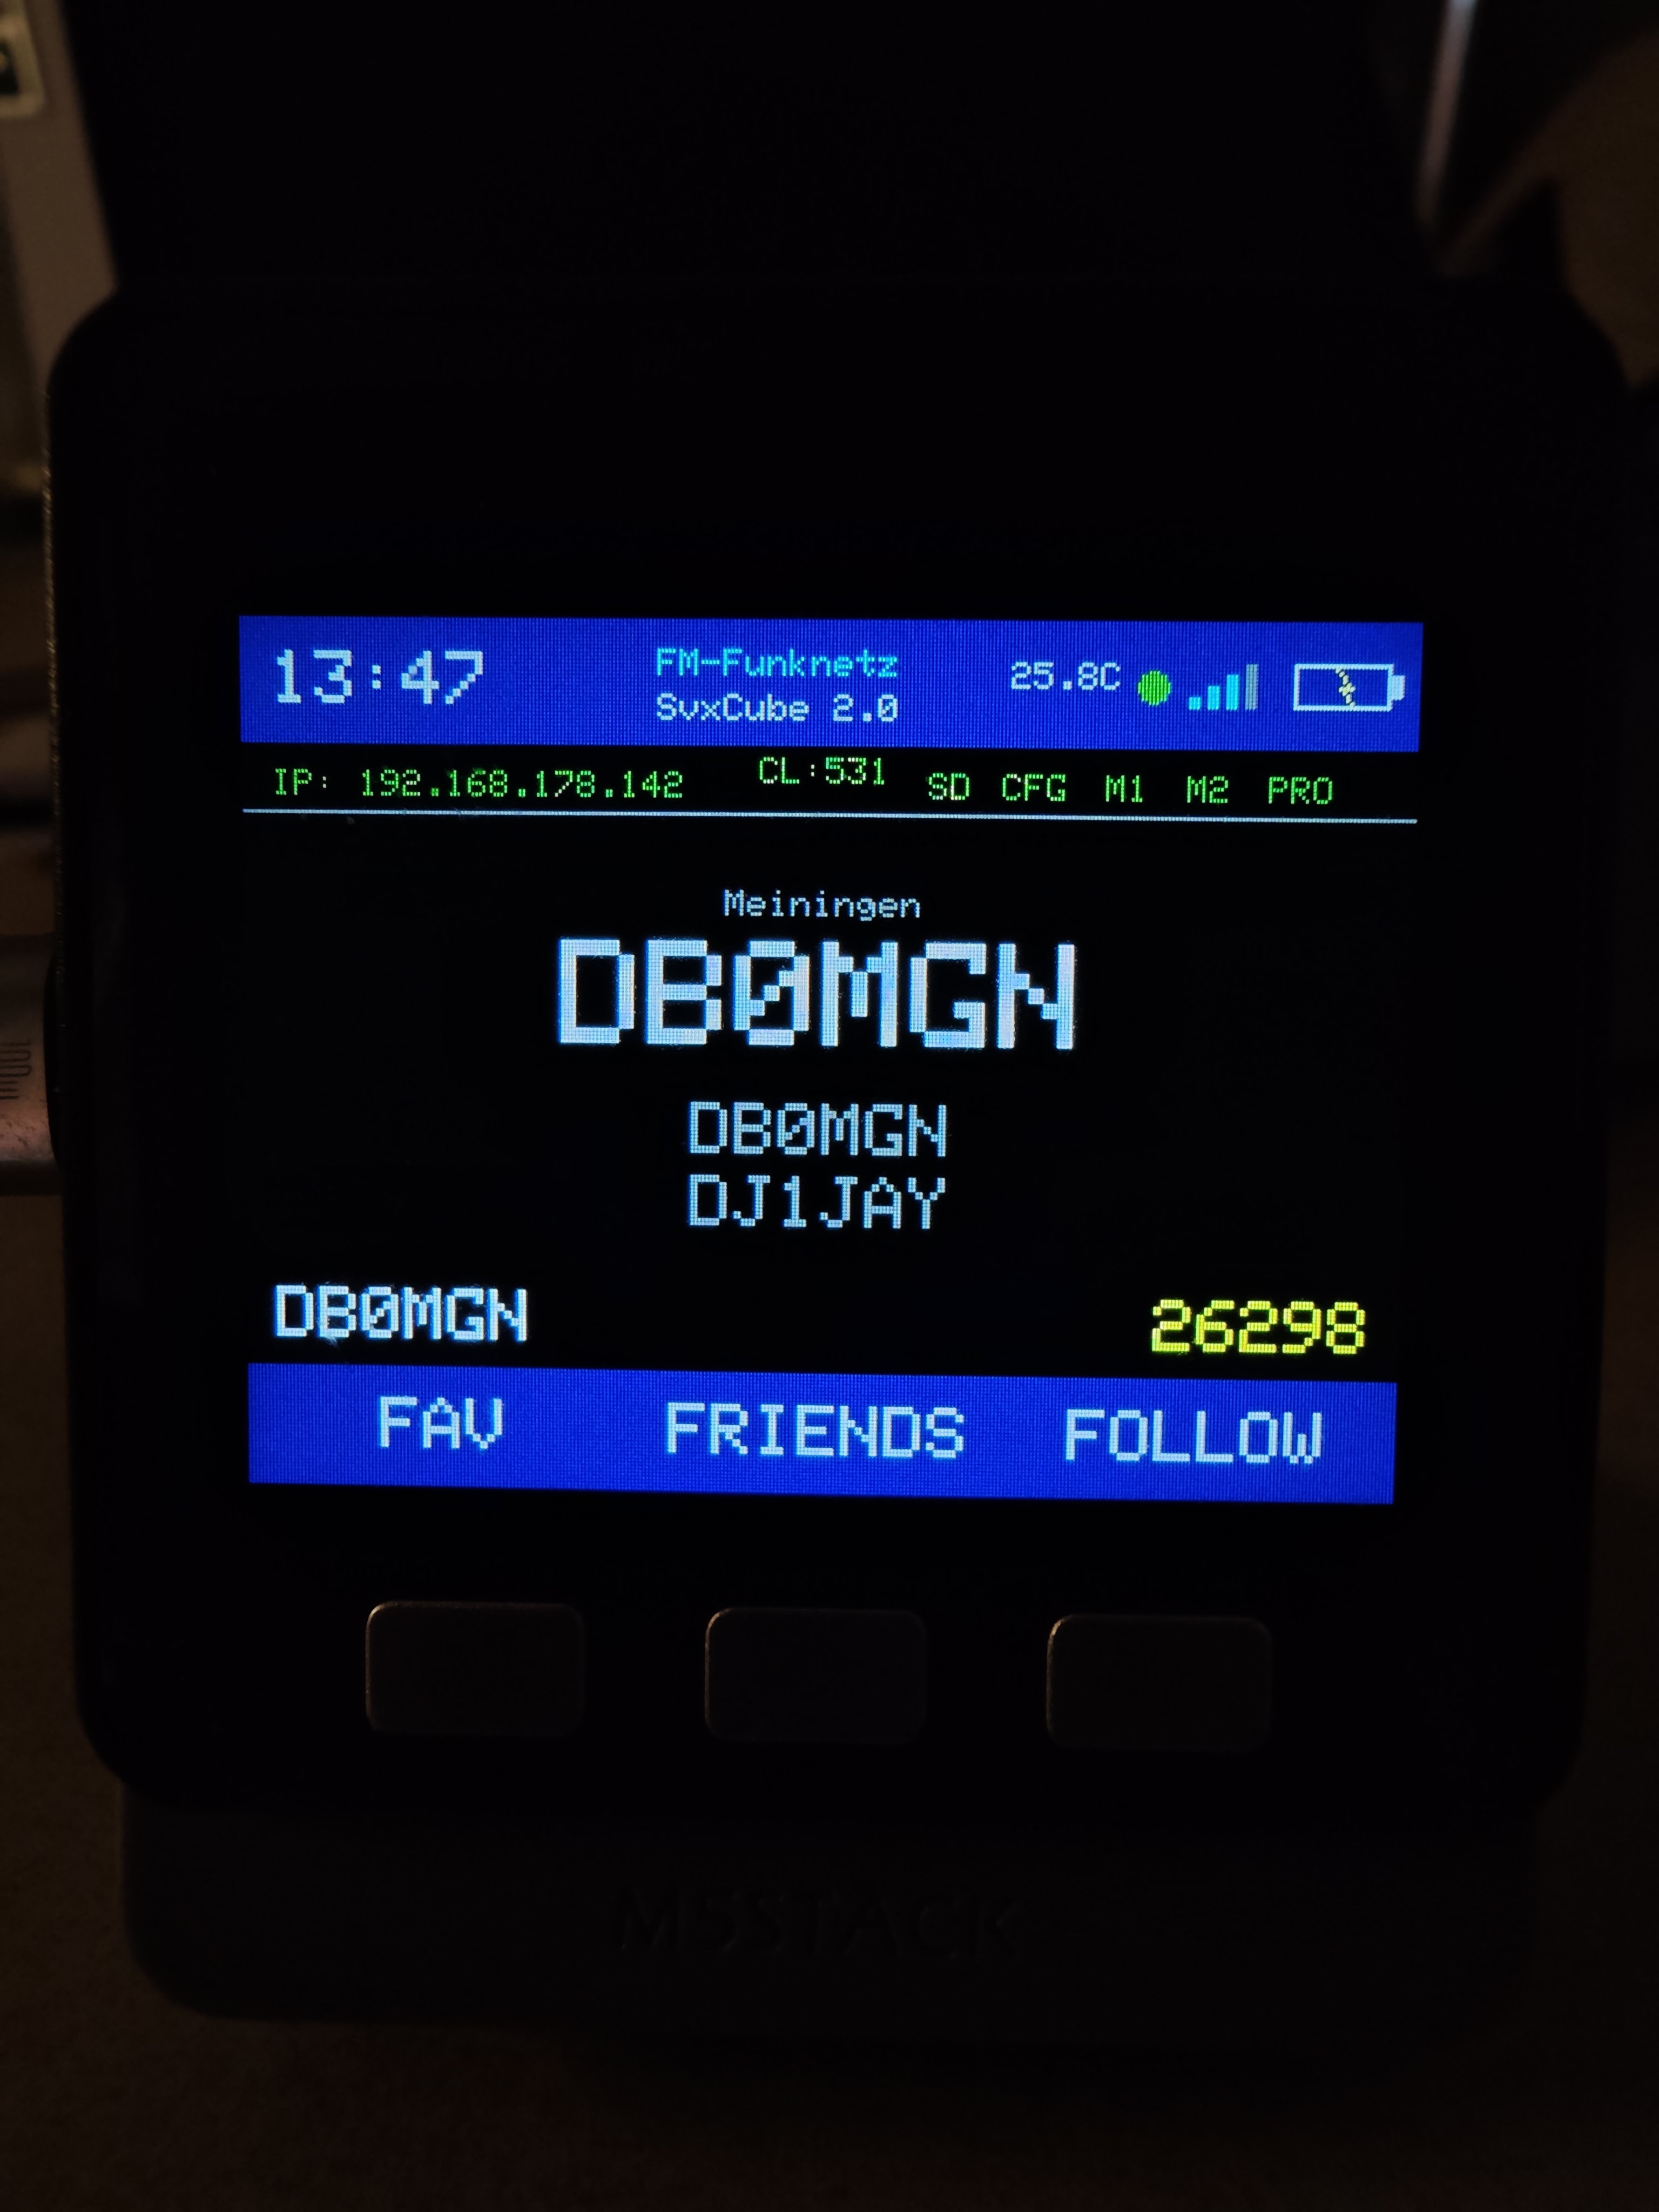 13:47
FM-Funknetz
SvxCube 2.0
25.8C
IP: 192.168.178.142 CL:531 SD CFG M1 M2 PRO
Meiningen
DB0MGN
DB0MGN
DJ1JAY
DB0MGN 26298
FAV FRIENDS FOLLOW
M5STACK